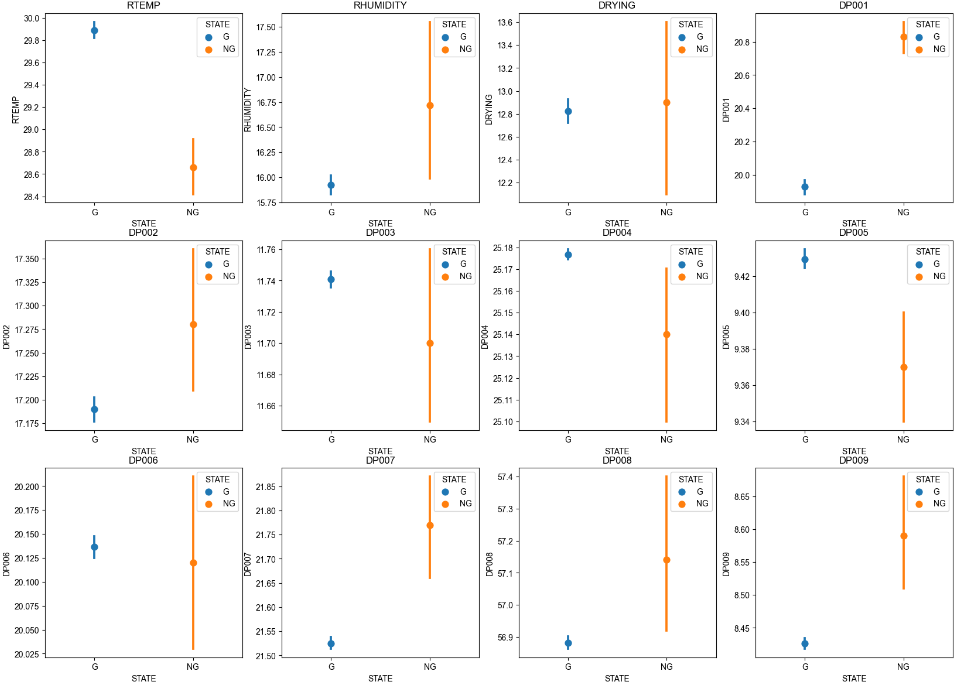 RTEMP
RHUMIDITY
DRYING
DP001
30.0
29.8
29.6
29.4
29.2
29.0
28.8
28.6
28.4
RTEMP
G
NG
STATE
STATE
G
NG
17.50
17.25
17.00
16.75
16.50
16.25
16.00
15.75
RHUMIDITY
G
NG
STATE
STATE
G
NG
13.6
13.4
13.2
13.0
12.8
12.6
12.4
12.2
DRYING
G
NG
STATE
STATE
G
NG
20.8
20.6
20.4
20.2
20.0
DP001
G
NG
STATE
STATE
G
NG
DP002
DP003
DP004
DP005
17.350
17.325
17.300
17.275
17.250
17.225
17.200
17.175
DP002
G
NG
STATE
STATE
G
NG
11.76
11.74
11.72
11.70
11.68
11.66
DP003
G
NG
STATE
STATE
G
NG
25.18
25.17
25.16
25.15
25.14
25.13
25.12
25.11
25.10
DP004
G
NG
STATE
STATE
G
NG
9.42
9.40
9.38
9.36
9.34
DP005
G
NG
STATE
STATE
G
NG
DP006
DP007
DP008
DP009
20.200
20.175
20.150
20.125
20.100
20.075
20.050
20.025
DP006
G
NG
STATE
STATE
G
NG
21.85
21.80
21.75
21.70
21.65
21.60
21.55
21.50
DP007
G
NG
STATE
STATE
G
NG
57.4
57.3
57.2
57.1
57.0
56.9
DP008
G
NG
STATE
STATE
G
NG
8.65
8.60
8.55
8.50
8.45
DP009
G
NG
STATE
STATE
G
NG